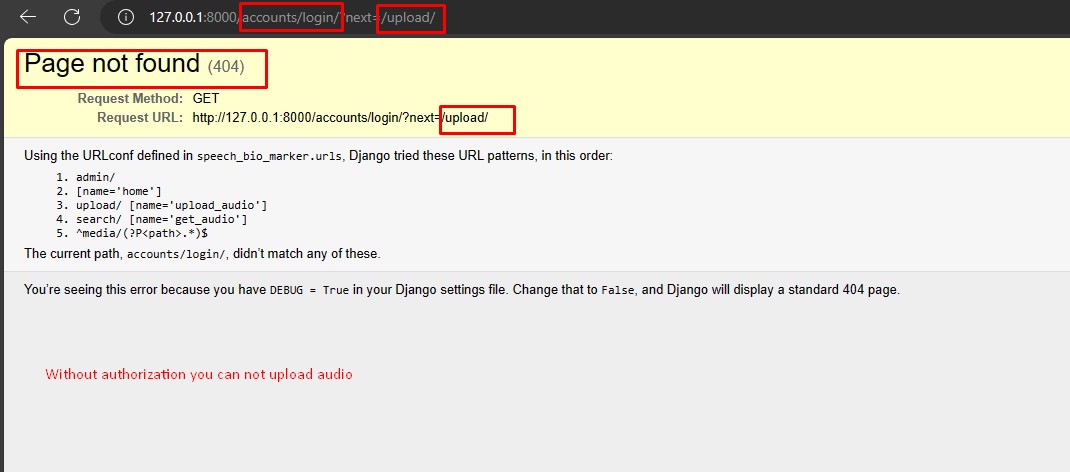 127.0.0.1:8000/accounts/login/?next=/upload/
Page not found (404)
Request Method: GET
Request URL: http://127.0.0.1:8000/accounts/login/?next=/upload/
Using the URLconf defined in speech_bio_marker.urls, Django tried these URL patterns, in this order:
1. admin/
2. [name='home']
3. upload/ [name='upload_audio']
4. search/ [name='get_audio']
5. ^media/(?P<path>.*)$
The current path, accounts/login/, didn’t match any of these.
You’re seeing this error because you have DEBUG = True in your Django settings file. Change that to False, and Django will display a standard 404 page.
Without authorization you can not upload audio